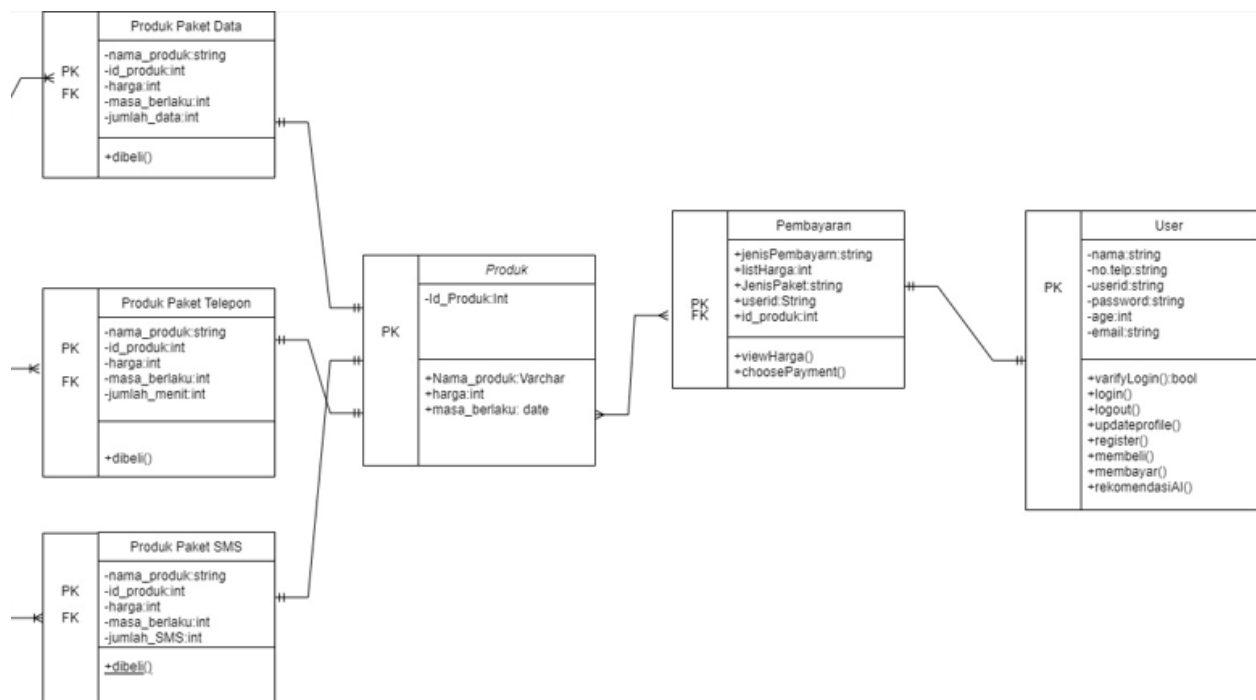 Produk Paket Data
PK
FK
-nama_produk:string
-id_produk:int
-harga:int
-masa_berlaku:int
-jumlah_data:int
+dibeli()
Produk Paket Telepon
PK
FK
-nama_produk:string
-id_produk:int
-harga:int
-masa_berlaku:int
-jumlah_menit:int
+dibeli()
Produk Paket SMS
PK
FK
-nama_produk:string
-id_produk:int
-harga:int
-masa_berlaku:int
-jumlah_SMS:int
+dibeli()
Produk
PK
-Id_Produk:Int
+Nama_produk:Varchar
+harga:int
+masa_berlaku: date
Pembayaran
PK
FK
+jenisPembayarn:string
+listHarga:int
+JenisPaket:string
+userid:String
+id_produk:int
+viewHarga()
+choosePayment()
User
PK
-nama:string
-no.telp:string
-userid:string
-password:string
-age:int
-email:string
+varifyLogin():bool
+login()
+logout()
+updateprofile()
+register()
+membeli()
+membayar()
+rekomendasiAI()